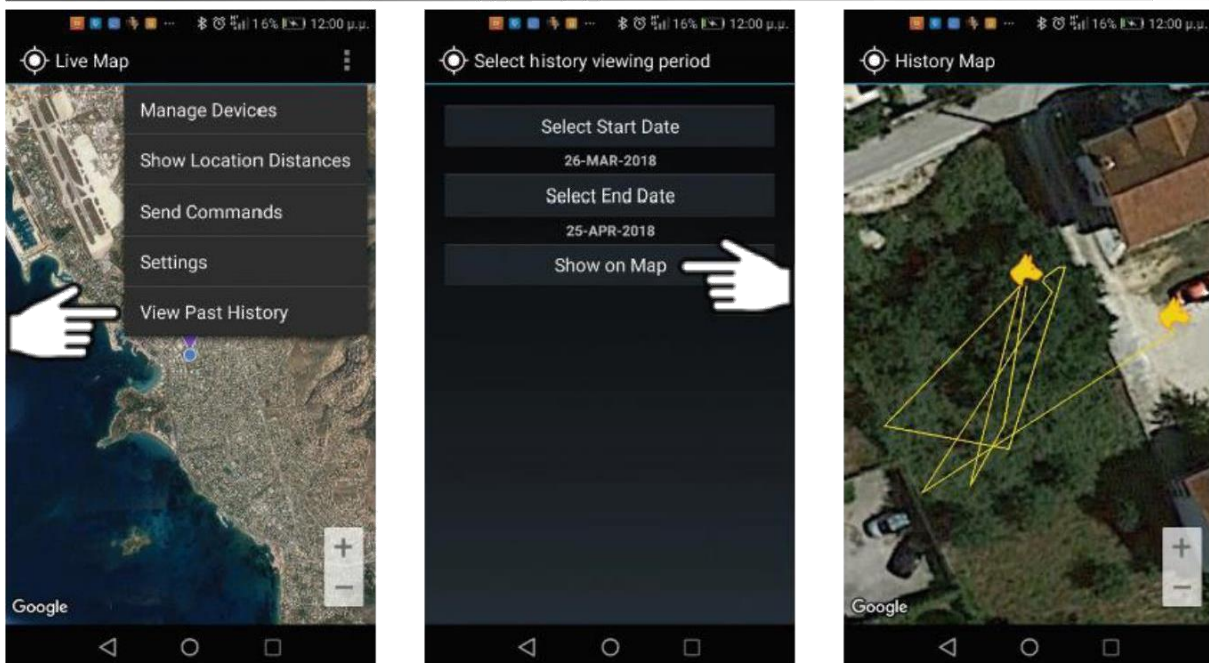 16% 12:00 μ.μ.
Live Map
Manage Devices
Show Location Distances
Send Commands
Settings
View Past History
Google
+
−
16% 12:00 μ.μ.
Select history viewing period
Select Start Date
26-MAR-2018
Select End Date
25-APR-2018
Show on Map
16% 12:00 μ.μ.
History Map
Google
+
−